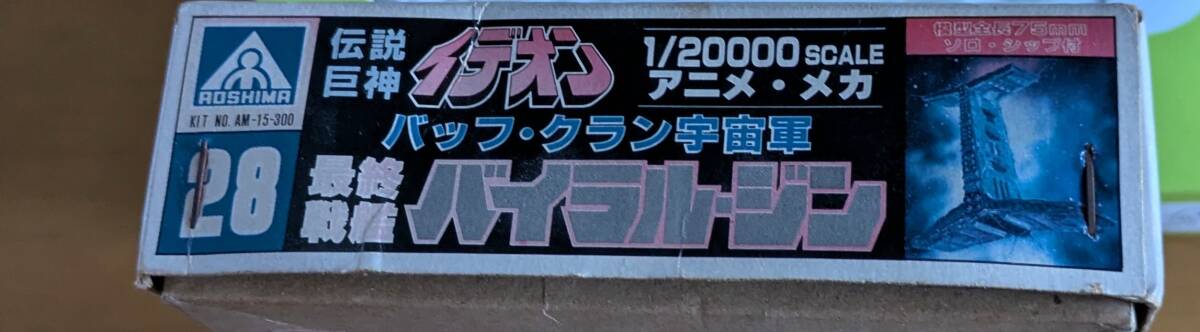 AOSHIMA
KIT NO. AM-15-300
28
伝説
巨神
イデオン
1/20000 SCALE
アニメ・メカ
バッフ・クラン宇宙軍
最終
戦艦
バイラル・ジン
模型全長75mm
ソロ・シップ付